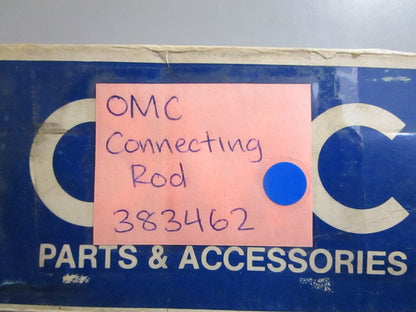 OMC
Connecting
Rod
383462
C
PARTS & ACCESSORIES